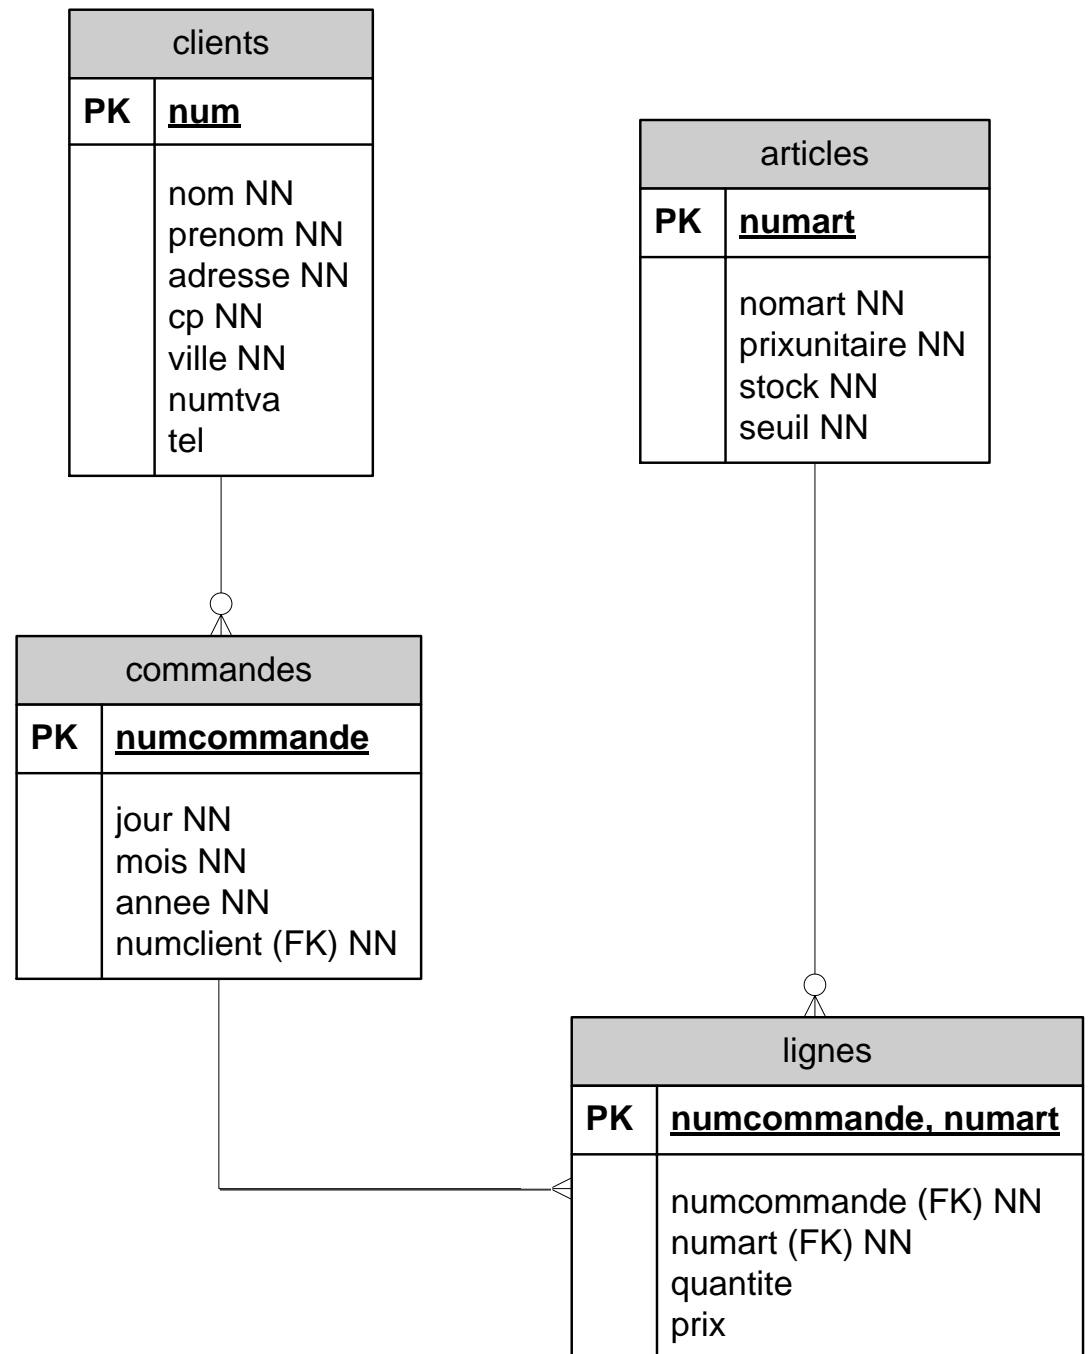 clients
PK num
nom NN
prenom NN
adresse NN
cp NN
ville NN
numtva
tel
articles
PK numart
nomart NN
prixunitaire NN
stock NN
seuil NN
commandes
PK numcommande
jour NN
mois NN
annee NN
numclient (FK) NN
lignes
PK numcommande, numart
numcommande (FK) NN
numart (FK) NN
quantite
prix